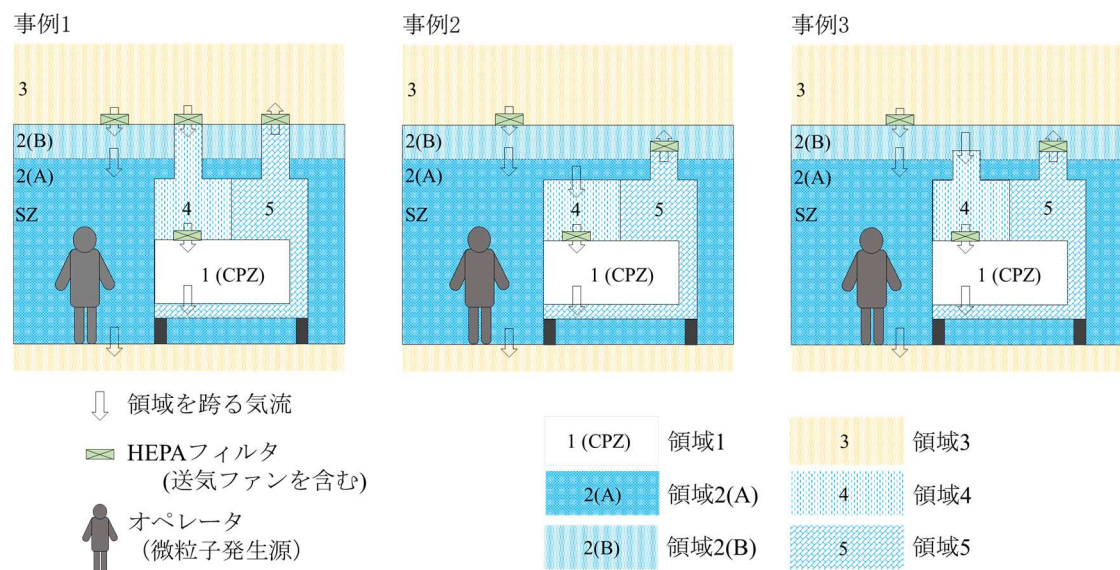 事例1
3
2(B)
2(A)
SZ
4
5
1 (CPZ)
事例2
3
2(B)
2(A)
SZ
4
5
1 (CPZ)
事例3
3
2(B)
2(A)
SZ
4
5
1 (CPZ)
領域を跨る気流
HEPAフィルタ
(送気ファンを含む)
オペレータ
（微粒子発生源）
1 (CPZ) 領域1
2(A) 領域2(A)
2(B) 領域2(B)
3 領域3
4 領域4
5 領域5